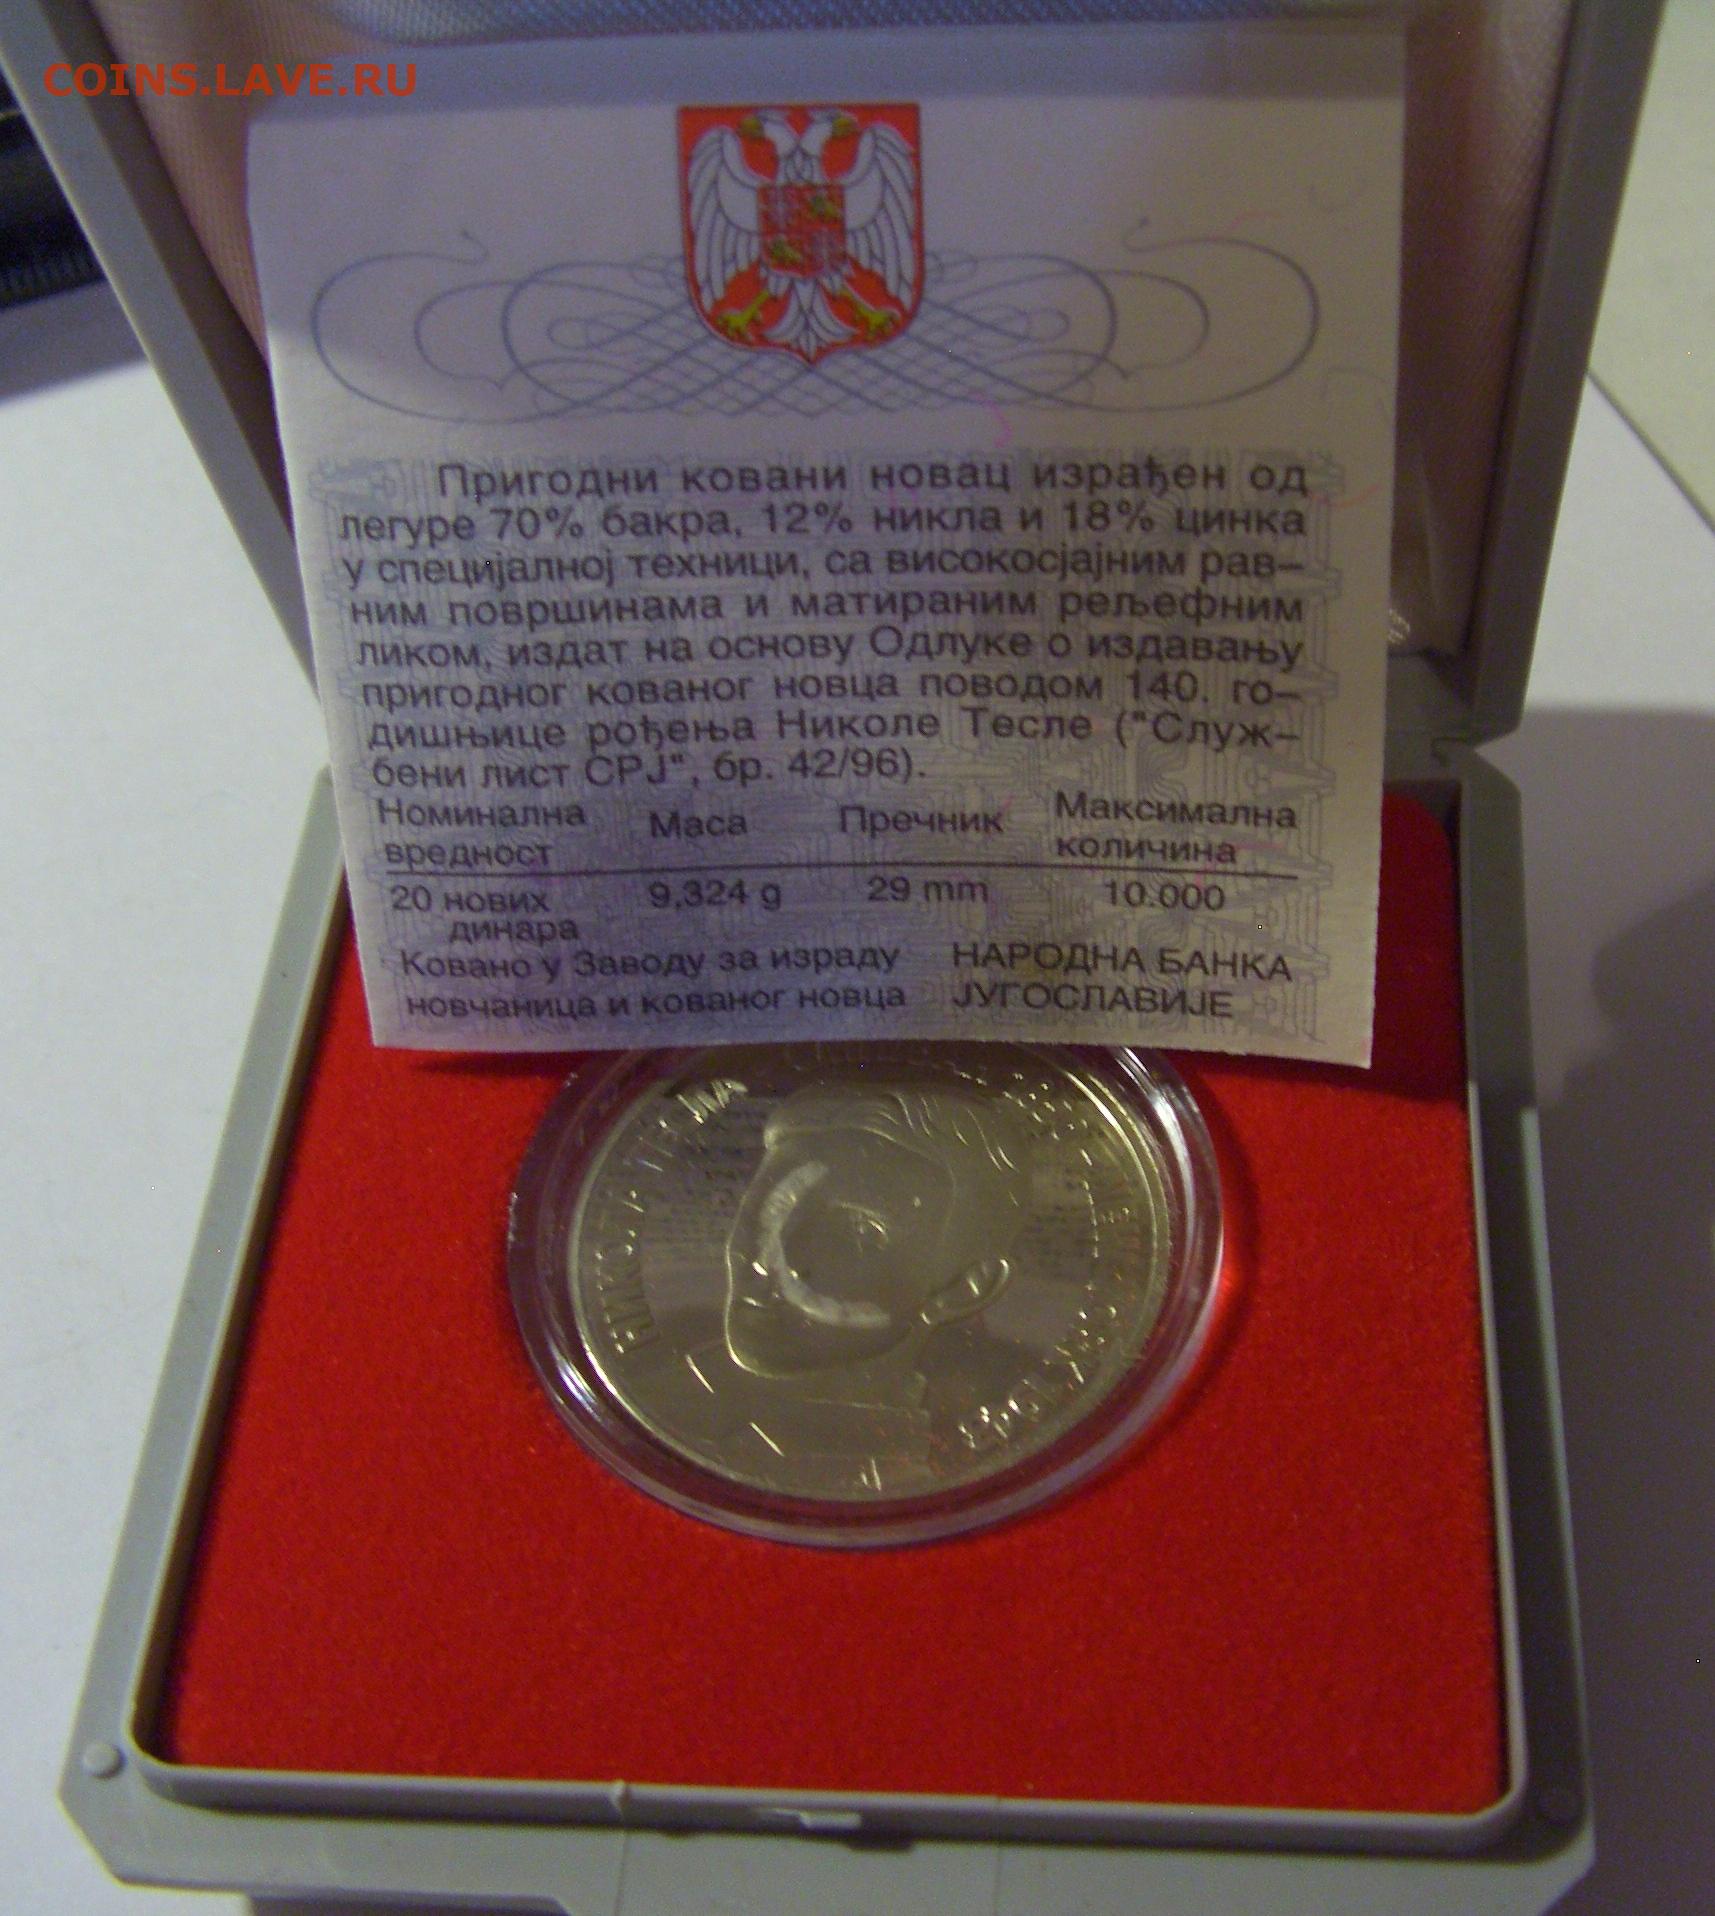 COINS.LAVE.RU
Пригодни ковани новац израђен од
легуре 70% бакра, 12% никла и 18% цинка
у специјалној техници, са високосјајним рав–
ним површинама и матираним рељефним
ликом, издат на основу Одлуке о издавању
пригодног кованог новца поводом 140. го–
дишњице рођења Николе Тесле ("Служ–
бени лист СРЈ", бр. 42/96).
Номинална вредност Маса Пречник Максимална количина
20 нових динара 9,324 g 29 mm 10.000
Ковано у Заводу за израду
новчаница и кованог новца
НАРОДНА БАНКА
ЈУГОСЛАВИЈЕ
НИКОЛА ТЕСЛА